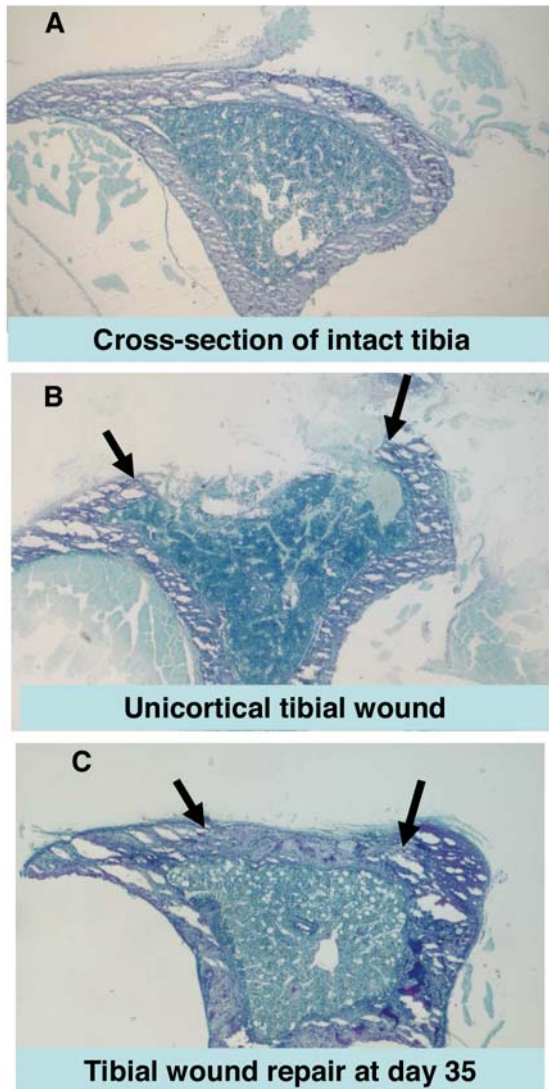 A
Cross-section of intact tibia
B
Unicortical tibial wound
C
Tibial wound repair at day 35